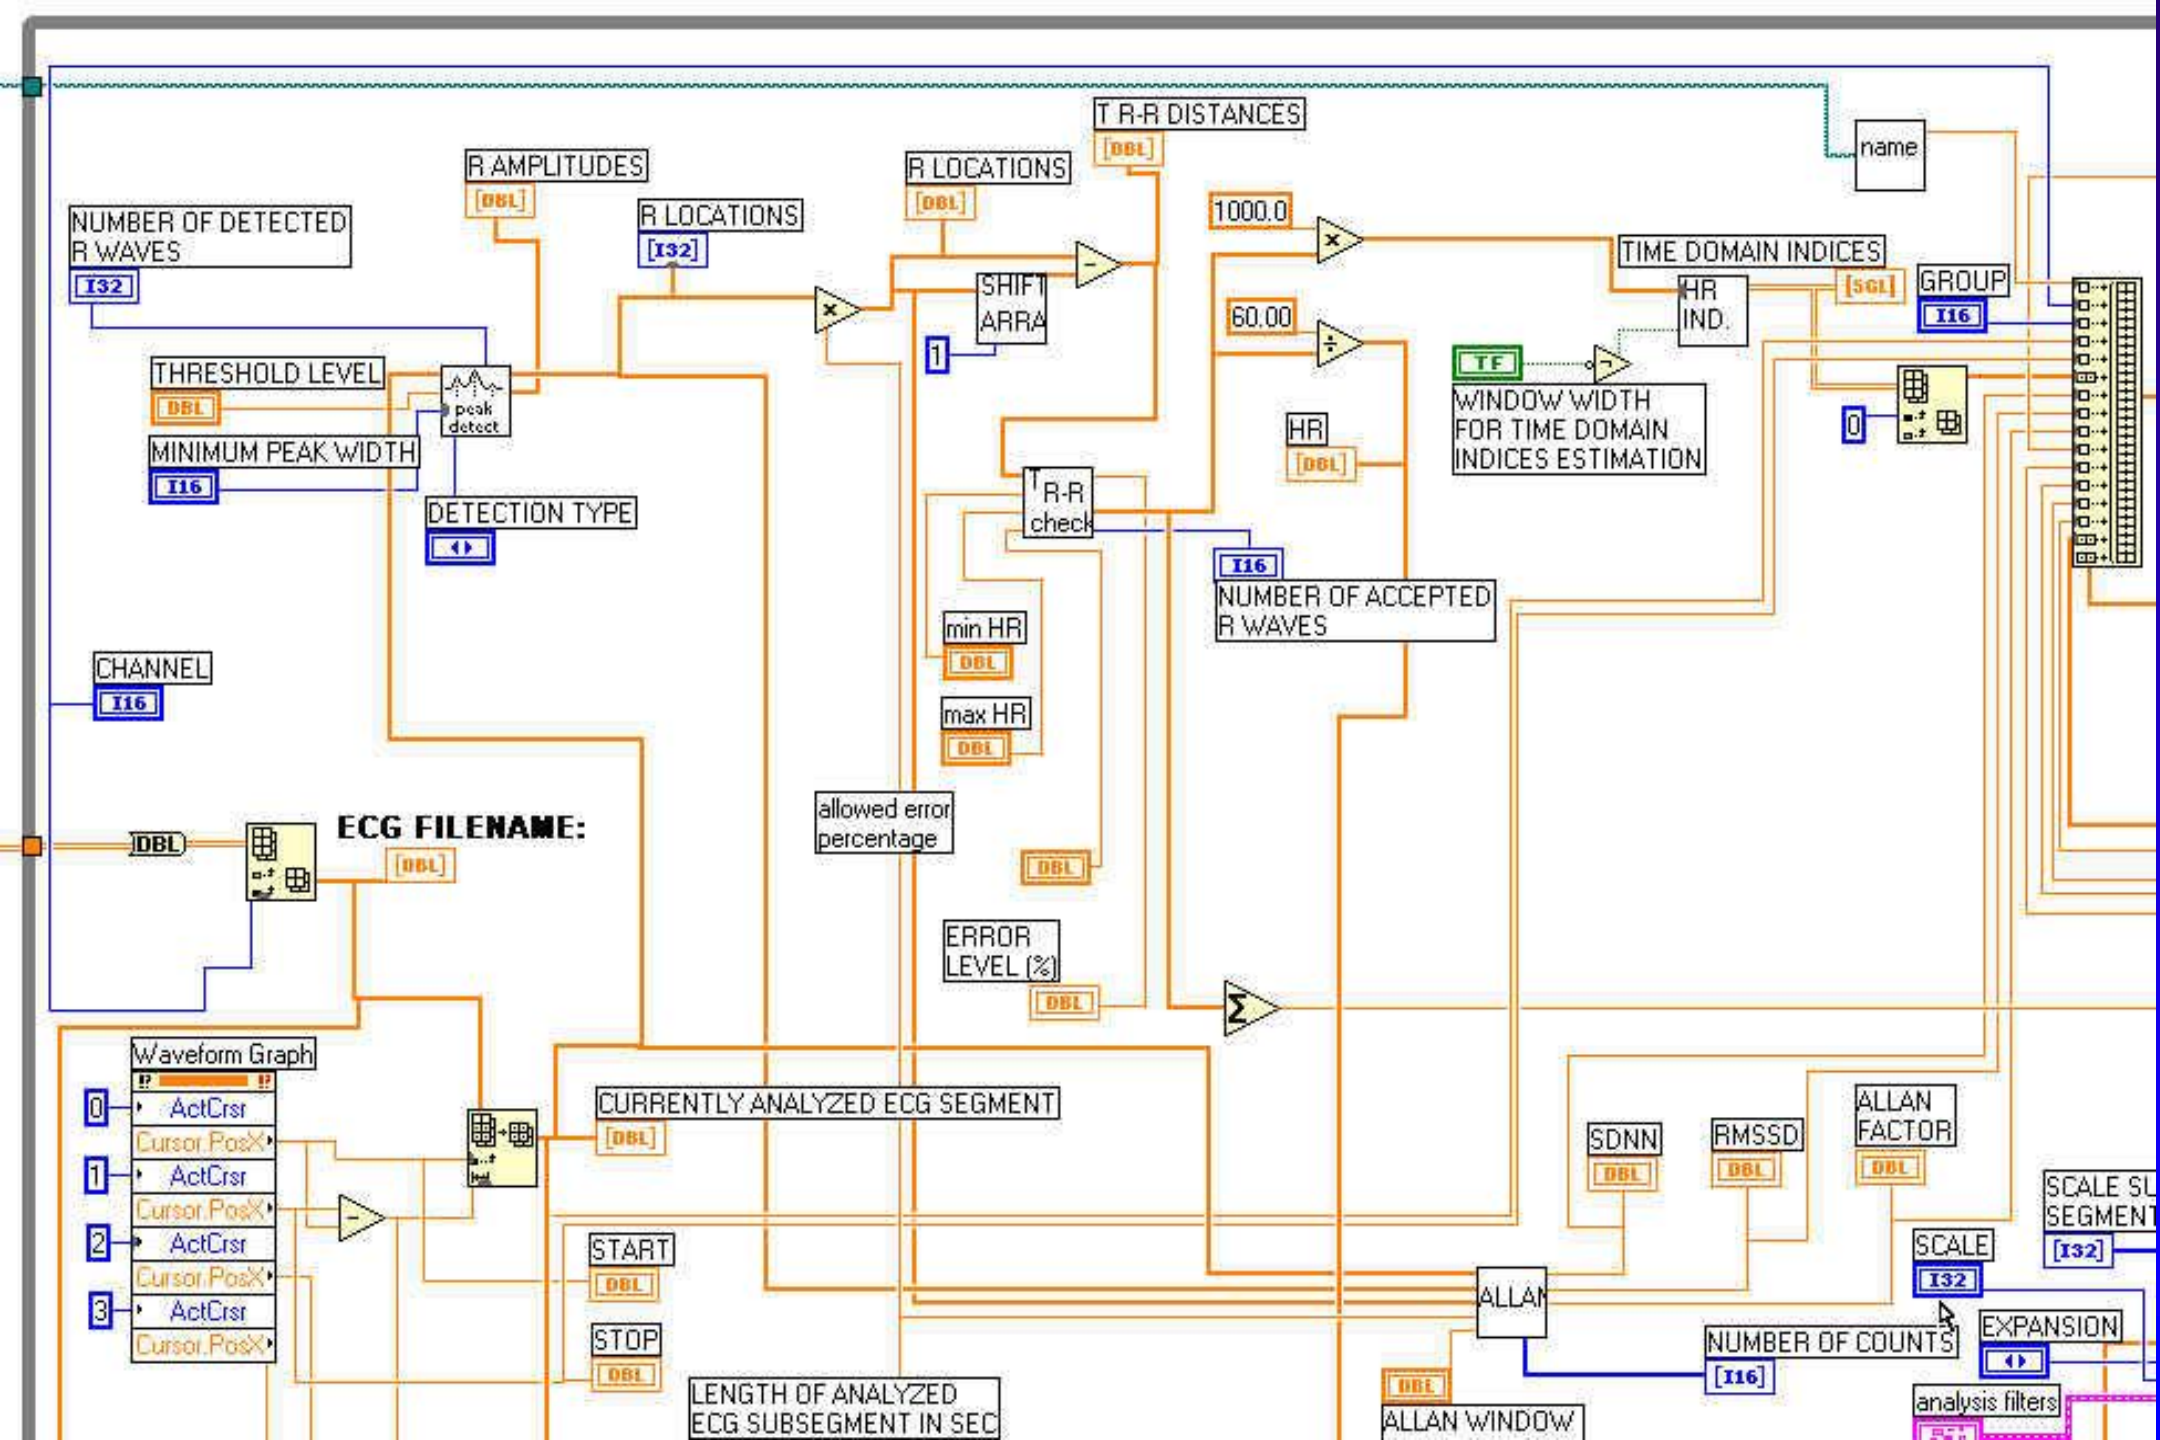 T R-R DISTANCES
[DBL]
name
R AMPLITUDES
[DBL]
R LOCATIONS
[DBL]
R LOCATIONS
[I32]
NUMBER OF DETECTED
R WAVES
I32
1000.0
×
TIME DOMAIN INDICES
[SGL]
HR
IND.
GROUP
I16
SHIFT
ARRA
1
-
×
60.00
÷
TF
THRESHOLD LEVEL
DBL
peak
detect
MINIMUM PEAK WIDTH
I16
DETECTION TYPE
WINDOW WIDTH
FOR TIME DOMAIN
INDICES ESTIMATION
0
HR
[DBL]
T R-R
check
I16
NUMBER OF ACCEPTED
R WAVES
min HR
DBL
CHANNEL
I16
max HR
DBL
allowed error
percentage
DBL
DBL
ECG FILENAME:
[DBL]
ERROR
LEVEL (%)
DBL
Σ
Waveform Graph
!? !?
0 ActCrsr
Cursor.PosX
1 ActCrsr
Cursor.PosX
2 ActCrsr
Cursor.PosX
3 ActCrsr
Cursor.PosX
-
CURRENTLY ANALYZED ECG SEGMENT
[DBL]
START
DBL
STOP
DBL
LENGTH OF ANALYZED
ECG SUBSEGMENT IN SEC
SDNN
DBL
RMSSD
DBL
ALLAN
FACTOR
DBL
ALLAN
DBL
ALLAN WINDOW
NUMBER OF COUNTS
[I16]
SCALE SU
SEGMENT
[I32]
SCALE
I32
EXPANSION
analysis filters